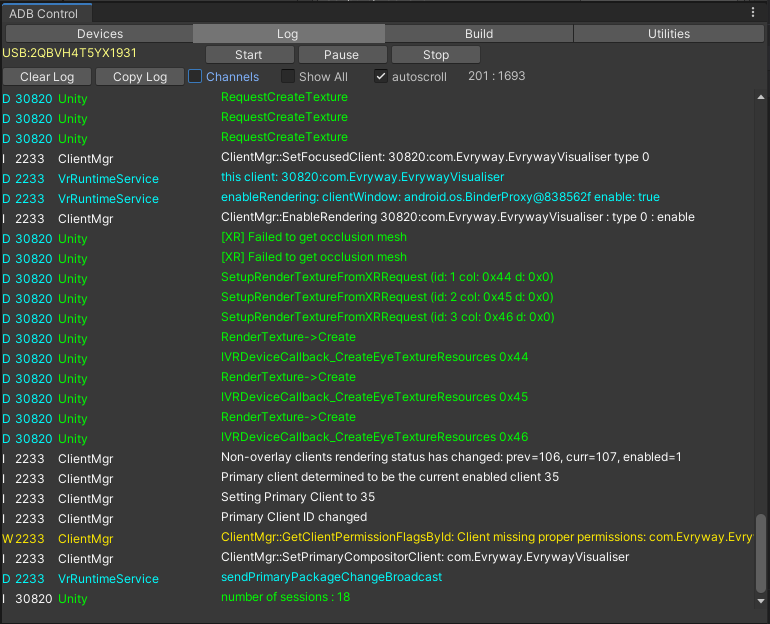 ADB Control
Devices Log Build Utilities
USB:2QBVH4T5YX1931 Start Pause Stop
Clear Log Copy Log Channels Show All autoscroll 201 : 1693
D 30820 Unity RequestCreateTexture
D 30820 Unity RequestCreateTexture
D 30820 Unity RequestCreateTexture
I 2233 ClientMgr ClientMgr::SetFocusedClient: 30820:com.Evryway.EvrywayVisualiser type 0
D 2233 VrRuntimeService this client: 30820:com.Evryway.EvrywayVisualiser
D 2233 VrRuntimeService enableRendering: clientWindow: android.os.BinderProxy@838562f enable: true
I 2233 ClientMgr ClientMgr::EnableRendering 30820:com.Evryway.EvrywayVisualiser : type 0 : enable
D 30820 Unity [XR] Failed to get occlusion mesh
D 30820 Unity [XR] Failed to get occlusion mesh
D 30820 Unity SetupRenderTextureFromXRRequest (id: 1 col: 0x44 d: 0x0)
D 30820 Unity SetupRenderTextureFromXRRequest (id: 2 col: 0x45 d: 0x0)
D 30820 Unity SetupRenderTextureFromXRRequest (id: 3 col: 0x46 d: 0x0)
D 30820 Unity RenderTexture->Create
D 30820 Unity IVRDeviceCallback_CreateEyeTextureResources 0x44
D 30820 Unity RenderTexture->Create
D 30820 Unity IVRDeviceCallback_CreateEyeTextureResources 0x45
D 30820 Unity RenderTexture->Create
D 30820 Unity IVRDeviceCallback_CreateEyeTextureResources 0x46
I 2233 ClientMgr Non-overlay clients rendering status has changed: prev=106, curr=107, enabled=1
I 2233 ClientMgr Primary client determined to be the current enabled client 35
I 2233 ClientMgr Setting Primary Client to 35
I 2233 ClientMgr Primary Client ID changed
W 2233 ClientMgr ClientMgr::GetClientPermissionFlagsById: Client missing proper permissions: com.Evryway.Evry
I 2233 ClientMgr ClientMgr::SetPrimaryCompositorClient: com.Evryway.EvrywayVisualiser
D 2233 VrRuntimeService sendPrimaryPackageChangeBroadcast
I 30820 Unity number of sessions : 18